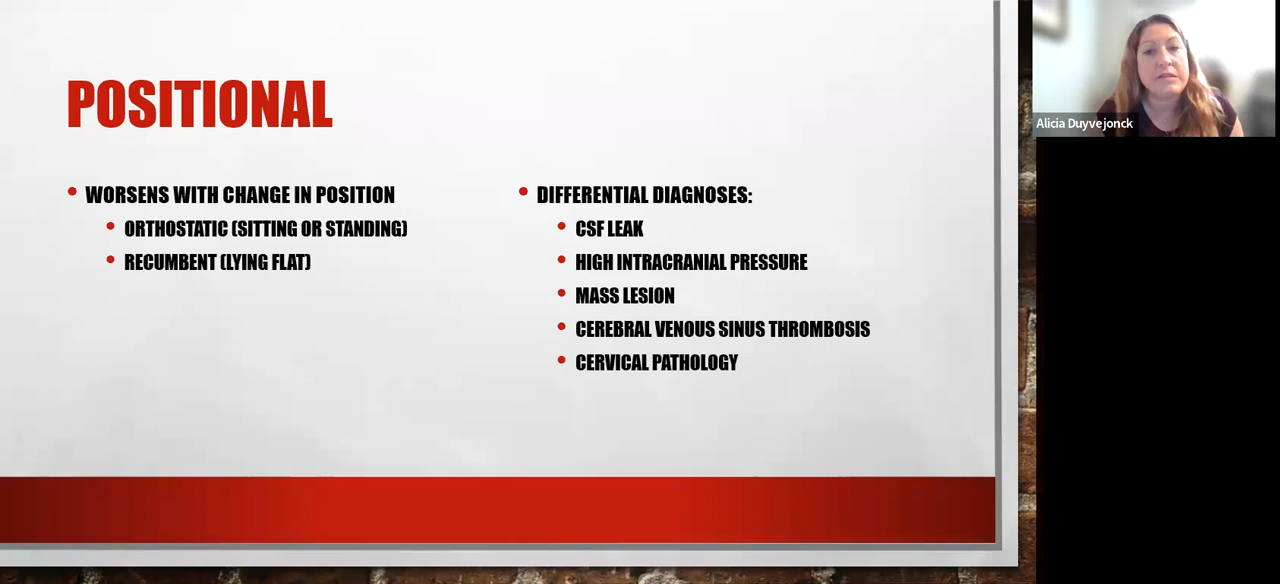 POSITIONAL
WORSENS WITH CHANGE IN POSITION
ORTHOSTATIC (SITTING OR STANDING)
RECUMBENT (LYING FLAT)
DIFFERENTIAL DIAGNOSES:
CSF LEAK
HIGH INTRACRANIAL PRESSURE
MASS LESION
CEREBRAL VENOUS SINUS THROMBOSIS
CERVICAL PATHOLOGY
Alicia Duyvejonck